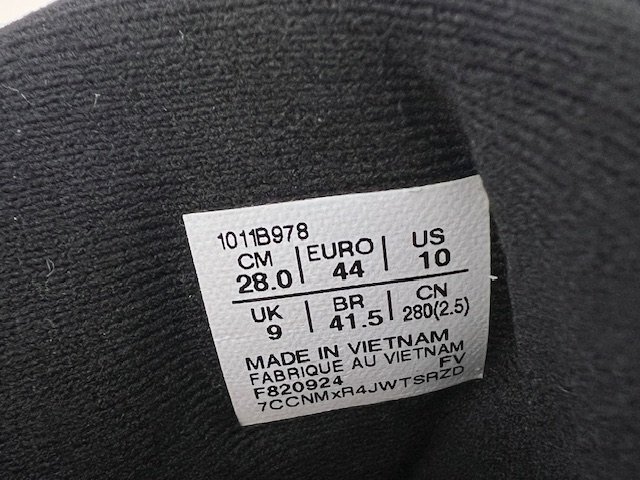 1011B978
CM EURO US
28.0 44 10
UK BR CN
9 41.5 280(2.5)
MADE IN VIETNAM
FABRIQUE AU VIETNAM
F820924 FV
7CCNMxR4JWTSRZD